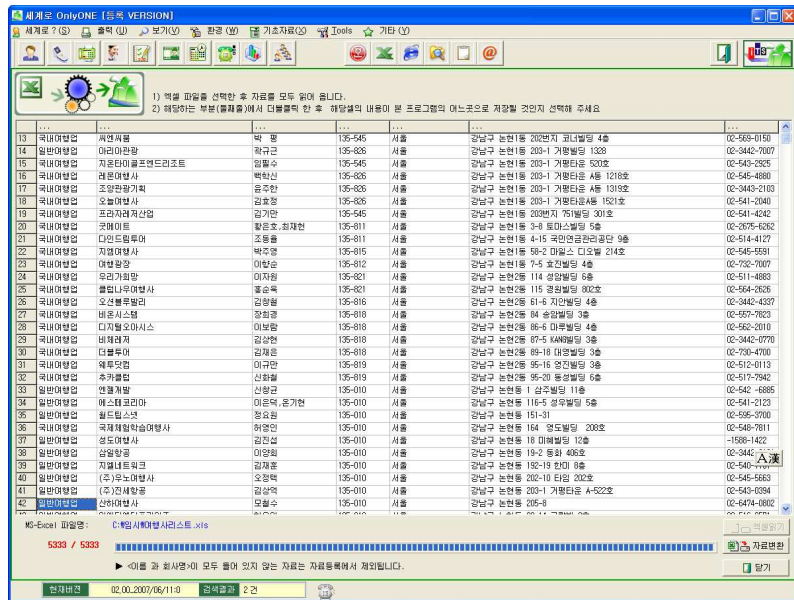 세계로 OnlyONE [등록 VERSION]
세계로?(S) 출력(U) 보기(V) 환경(W) 기초자료(X) Tools 기타(Y)
1) 엑셀 파일을 선택한 후 자료를 모두 읽어 옵니다.
2) 해당하는 부분(둘째줄)에서 더블클릭 한 후 해당셀의 내용이 본 프로그램의 어느곳으로 저장될 것인지 선택해 주세요
... ... ... ... ... ... ...
13 국내여행업 씨엔씨붐 박 평 135-545 서울 강남구 논현1동 202번지 코너빌딩 4층 02-569-0150
14 일반여행업 아리아관광 곽규근 135-826 서울 강남구 논현1동 203-1 거평빌딩 1328 02-3442-7007
15 국내여행업 지온타이골프앤드리조트 임필수 135-545 서울 강남구 논현1동 203-1 거평타운 520호 02-543-2925
16 국내여행업 레몬여행사 백학신 135-826 서울 강남구 논현1동 203-1 거평타운 A동 1218호 02-545-4880
17 국내여행업 조양관광기획 윤주한 135-826 서울 강남구 논현1동 203-1 거평타운 A동 1319호 02-3443-2103
18 국내여행업 오늘여행사 김효정 135-826 서울 강남구 논현1동 203-1 거평타운A동 1521호 02-541-2040
19 국내여행업 프라자레저산업 김기만 135-545 서울 강남구 논현1동 203번지 751빌딩 301호 02-541-4242
20 국내여행업 굿메이트 황은호,최재헌 135-811 서울 강남구 논현1동 3-8 토마스빌딩 5층 02-2675-6262
21 국내여행업 다인드림투어 조동율 135-811 서울 강남구 논현1동 4-15 국민연금관리공단 9층 02-514-4127
22 국내여행업 지엠여행사 박주영 135-815 서울 강남구 논현1동 58-2 마일스 디오빌 214호 02-545-5591
23 국내여행업 여행광장 이향순 135-812 서울 강남구 논현1동 7-5 효진빌딩 4층 02-732-7007
24 국내여행업 우리가희망 이자원 135-821 서울 강남구 논현2동 114 성암빌딩 6층 02-511-4883
25 국내여행업 클럽나우여행사 홍순욱 135-821 서울 강남구 논현2동 115 경원빌딩 802호 02-564-2626
26 국내여행업 오션블루발리 김창월 135-816 서울 강남구 논현2동 61-6 지안빌딩 4층 02-3442-4337
27 국내여행업 비온시스템 장희경 135-818 서울 강남구 논현2동 84 승암빌딩 3층 02-557-7823
28 국내여행업 디지털오아시스 이보람 135-818 서울 강남구 논현2동 86-6 마루빌딩 4층 02-562-2010
29 국내여행업 비체레저 김상현 135-818 서울 강남구 논현2동 87-5 KANG빌딩 3층 02-3442-0770
30 국내여행업 더블투어 김재은 135-818 서울 강남구 논현2동 89-18 대영빌딩 3층 02-730-4700
31 국내여행업 웨투닷컴 이규만 135-819 서울 강남구 논현2동 95-16 영진빌딩 3층 02-512-0113
32 국내여행업 추카클럽 신화철 135-819 서울 강남구 논현2동 95-20 동성빌딩 6층 02-517-7942
33 일반여행업 엔젤개발 신창균 135-010 서울 강남구 논현동 1 삼주빌딩 11층 02-542 -6885
34 일반여행업 에스테코리아 이은덕,온기현 135-010 서울 강남구 논현동 116-5 성우빌딩 5층 02-541-2123
35 일반여행업 월드팁스넷 정요원 135-010 서울 강남구 논현동 151-31 02-595-3700
36 국내여행업 국제체험학습여행사 허영인 135-010 서울 강남구 논현동 164 영도빌딩 208호 02-548-7811
37 일반여행업 성도여행사 김진섭 135-010 서울 강남구 논현동 18 미혜빌딩 12층 -1588-1422
38 일반여행업 삼일항공 이양희 135-010 서울 강남구 논현동 19-2 동화 406호 02-3442
39 일반여행업 지엘네트워크 김재훈 135-010 서울 강남구 논현동 192-19 한미 8층 02-540-
40 일반여행업 (주)우노여행사 오정택 135-010 서울 강남구 논현동 202-10 타임 202호 02-545-5663
41 일반여행업 (주)진세항공 김상역 135-010 서울 강남구 논현동 203-1 거평타운 A-522호 02-543-0394
42 일반여행업 산하여행사 모철수 135-010 서울 강남구 논현동 205-8 02-6474-0802
A漢
MS-Excel 파일명: C:₩임시₩여행사리스트.xls
엑셀읽기
5333 / 5333
자료변환
▶ <이름 과 회사명>이 모두 들어 있지 않는 자료는 자료등록에서 제외됩니다.
닫기
현재버전 02,00..2007/06/11:0 검색결과 2 건